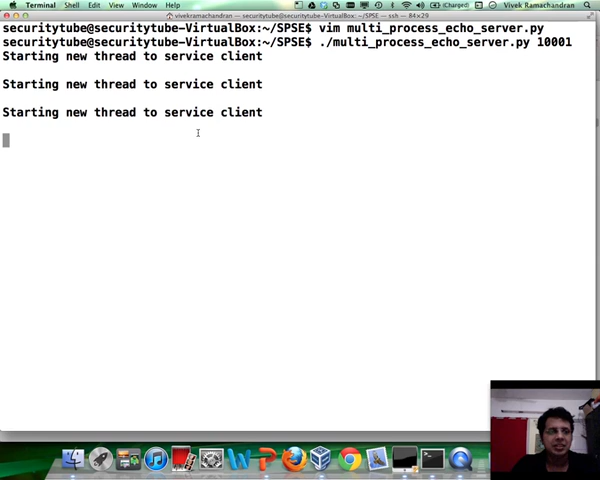 Terminal Shell Edit View Window Help (Charged) Vivek Ramachandran
vivekramachandran — securitytube@securitytube-VirtualBox: ~/SPSE — ssh — 84×29
securitytube@securitytube-VirtualBox:~/SPSE$ vim multi_process_echo_server.py
securitytube@securitytube-VirtualBox:~/SPSE$ ./multi_process_echo_server.py 10001
Starting new thread to service client
Starting new thread to service client
Starting new thread to service client